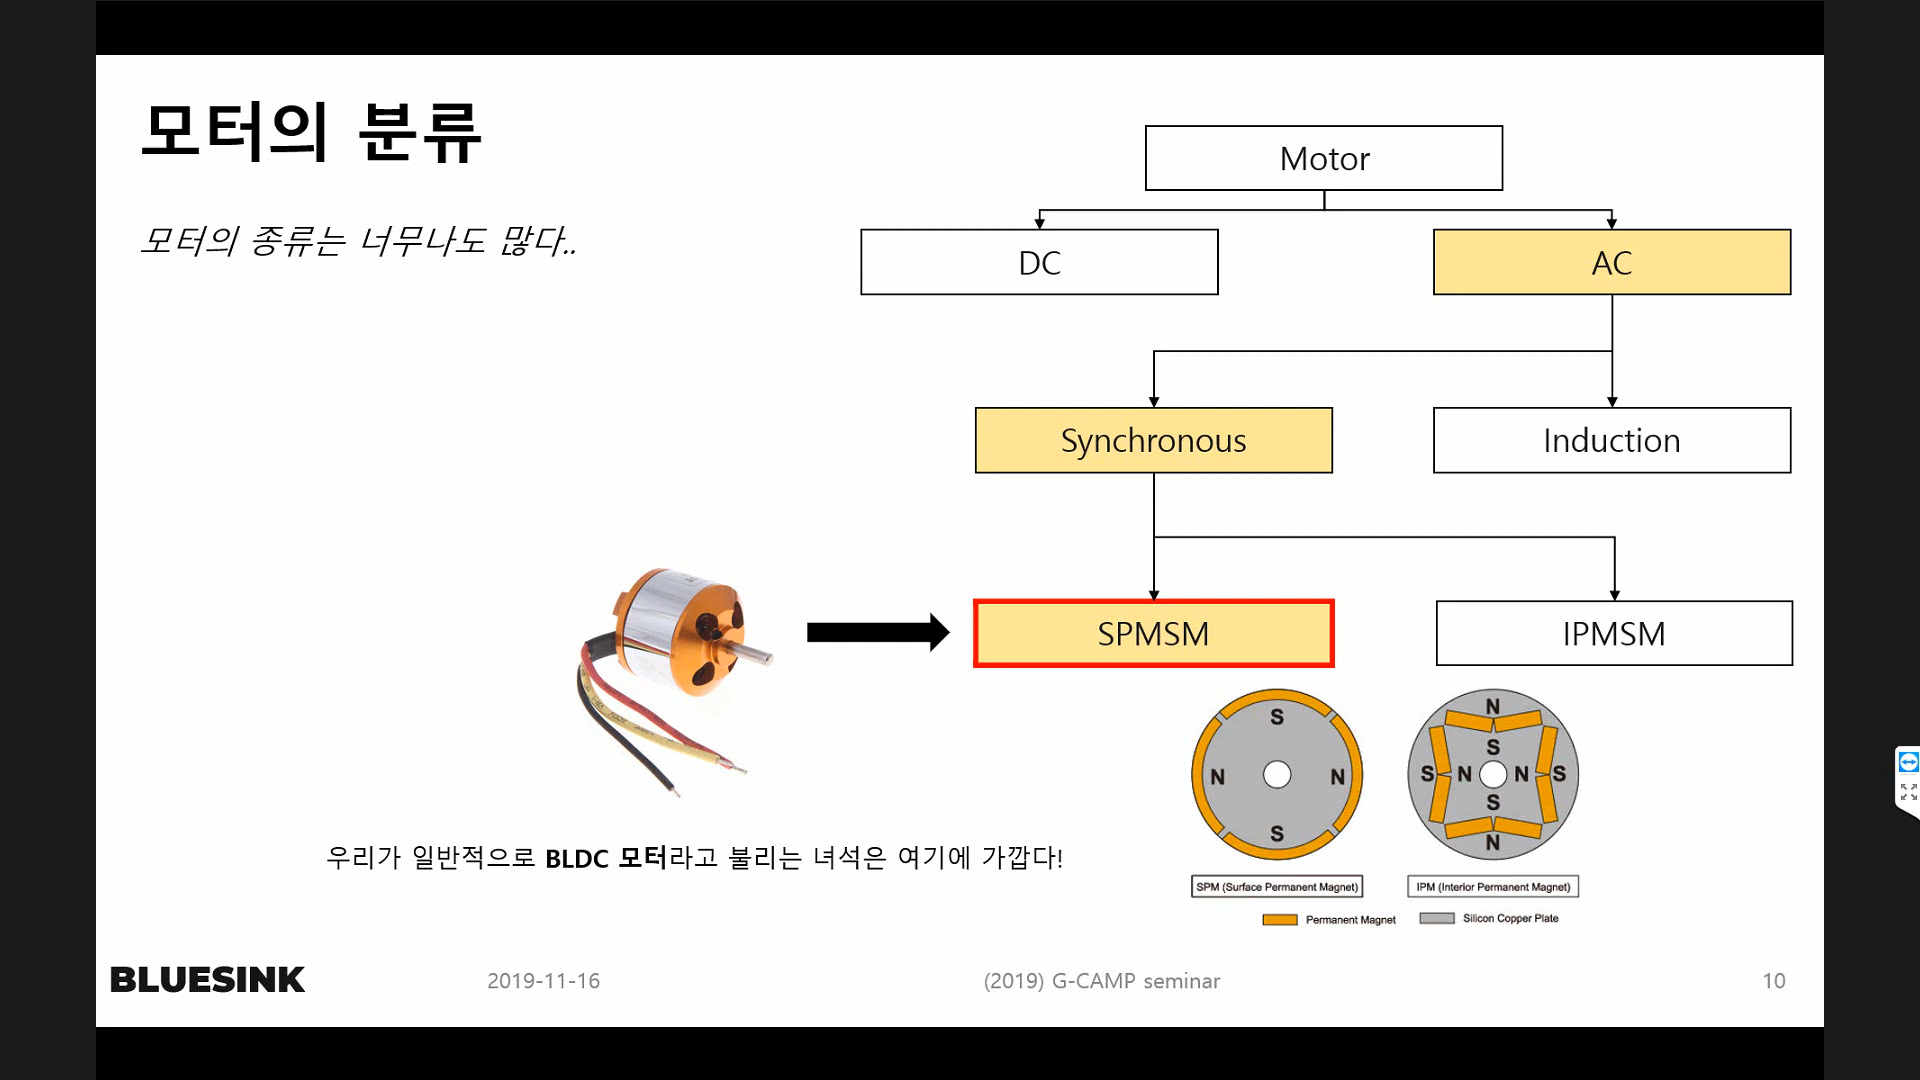 모터의 분류
모터의 종류는 너무나도 많다..
Motor
DC
AC
Synchronous
Induction
SPMSM
IPMSM
S
N
N
S
N
S
S
N
N
S
S
N
SPM (Surface Permanent Magnet)
IPM (Interior Permanent Magnet)
Permanent Magnet
Silicon Copper Plate
우리가 일반적으로 BLDC 모터라고 불리는 녀석은 여기에 가깝다!
BLUESINK
2019-11-16
(2019) G-CAMP seminar
10